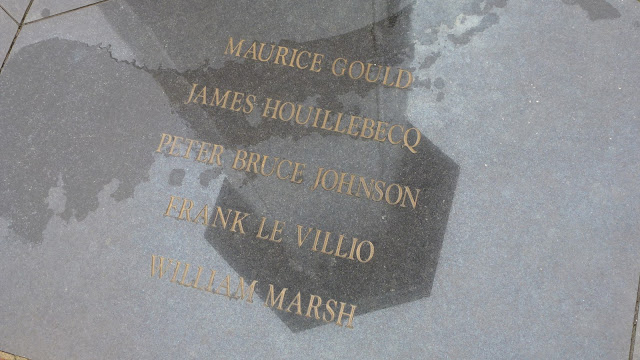 MAURICE GOULD
JAMES HOUILLEBECQ
PETER BRUCE JOHNSON
FRANK LE VILLIO
WILLIAM MARSH